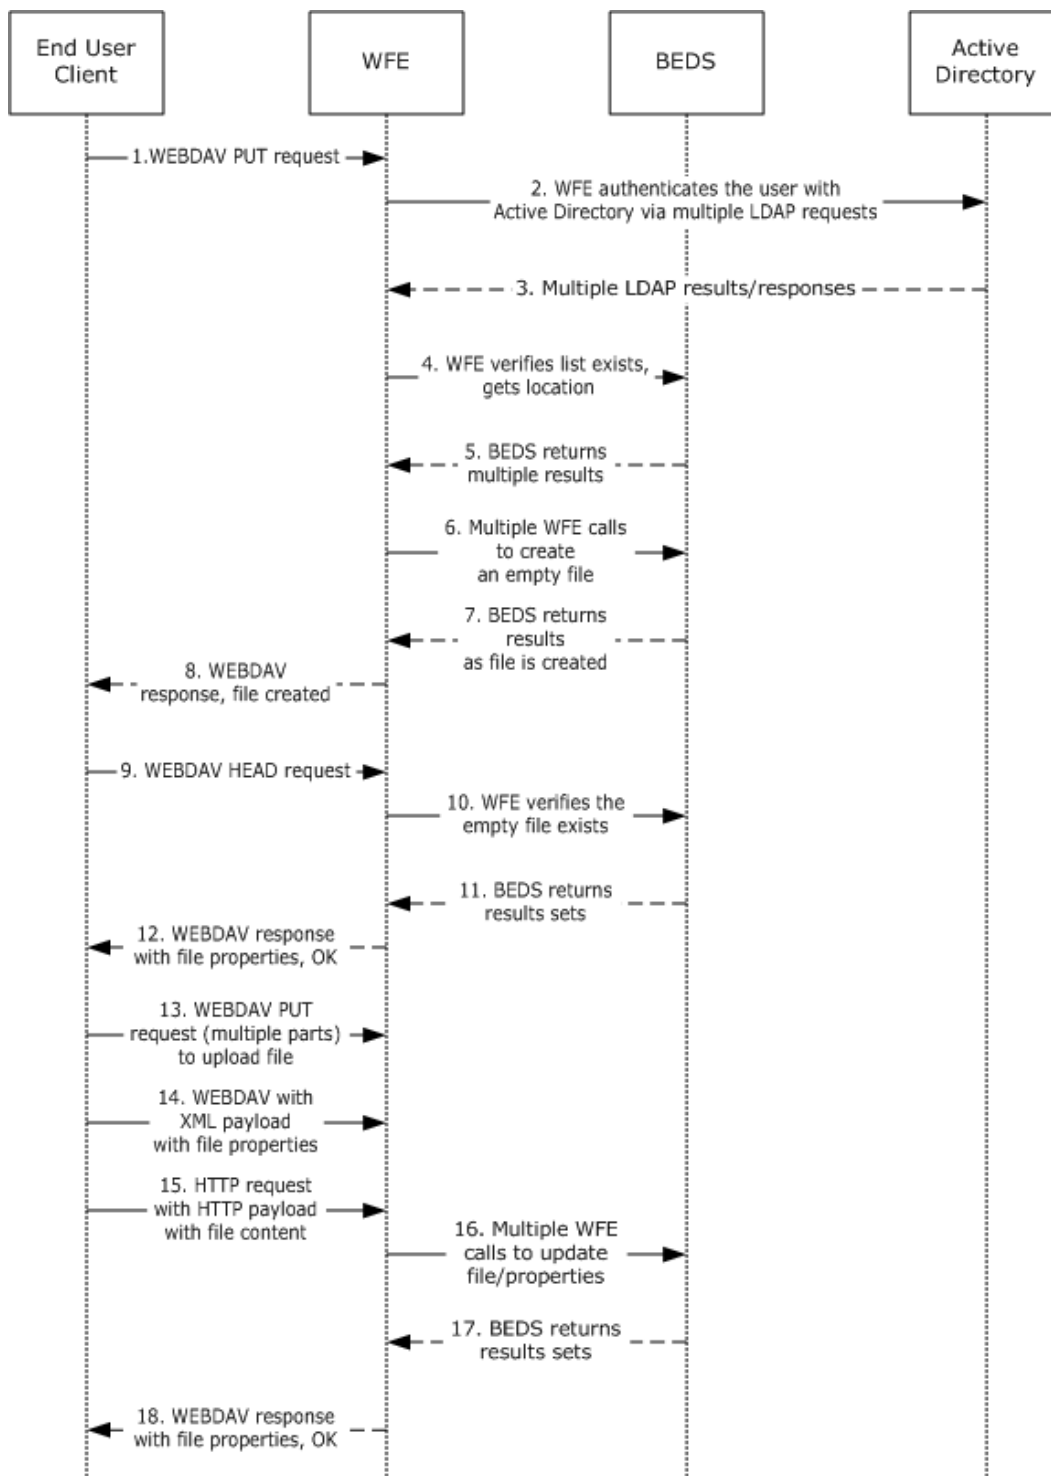 End User
Client
WFE
BEDS
Active
Directory
1.WEBDAV PUT request
2. WFE authenticates the user with
Active Directory via multiple LDAP requests
3. Multiple LDAP results/responses
4. WFE verifies list exists,
gets location
5. BEDS returns
multiple results
6. Multiple WFE calls
to create
an empty file
7. BEDS returns
results
as file is created
8. WEBDAV
response, file created
9. WEBDAV HEAD request
10. WFE verifies the
empty file exists
11. BEDS returns
results sets
12. WEBDAV response
with file properties, OK
13. WEBDAV PUT
request (multiple parts)
to upload file
14. WEBDAV with
XML payload
with file properties
15. HTTP request
with HTTP payload
with file content
16. Multiple WFE
calls to update
file/properties
17. BEDS returns
results sets
18. WEBDAV response
with file properties, OK